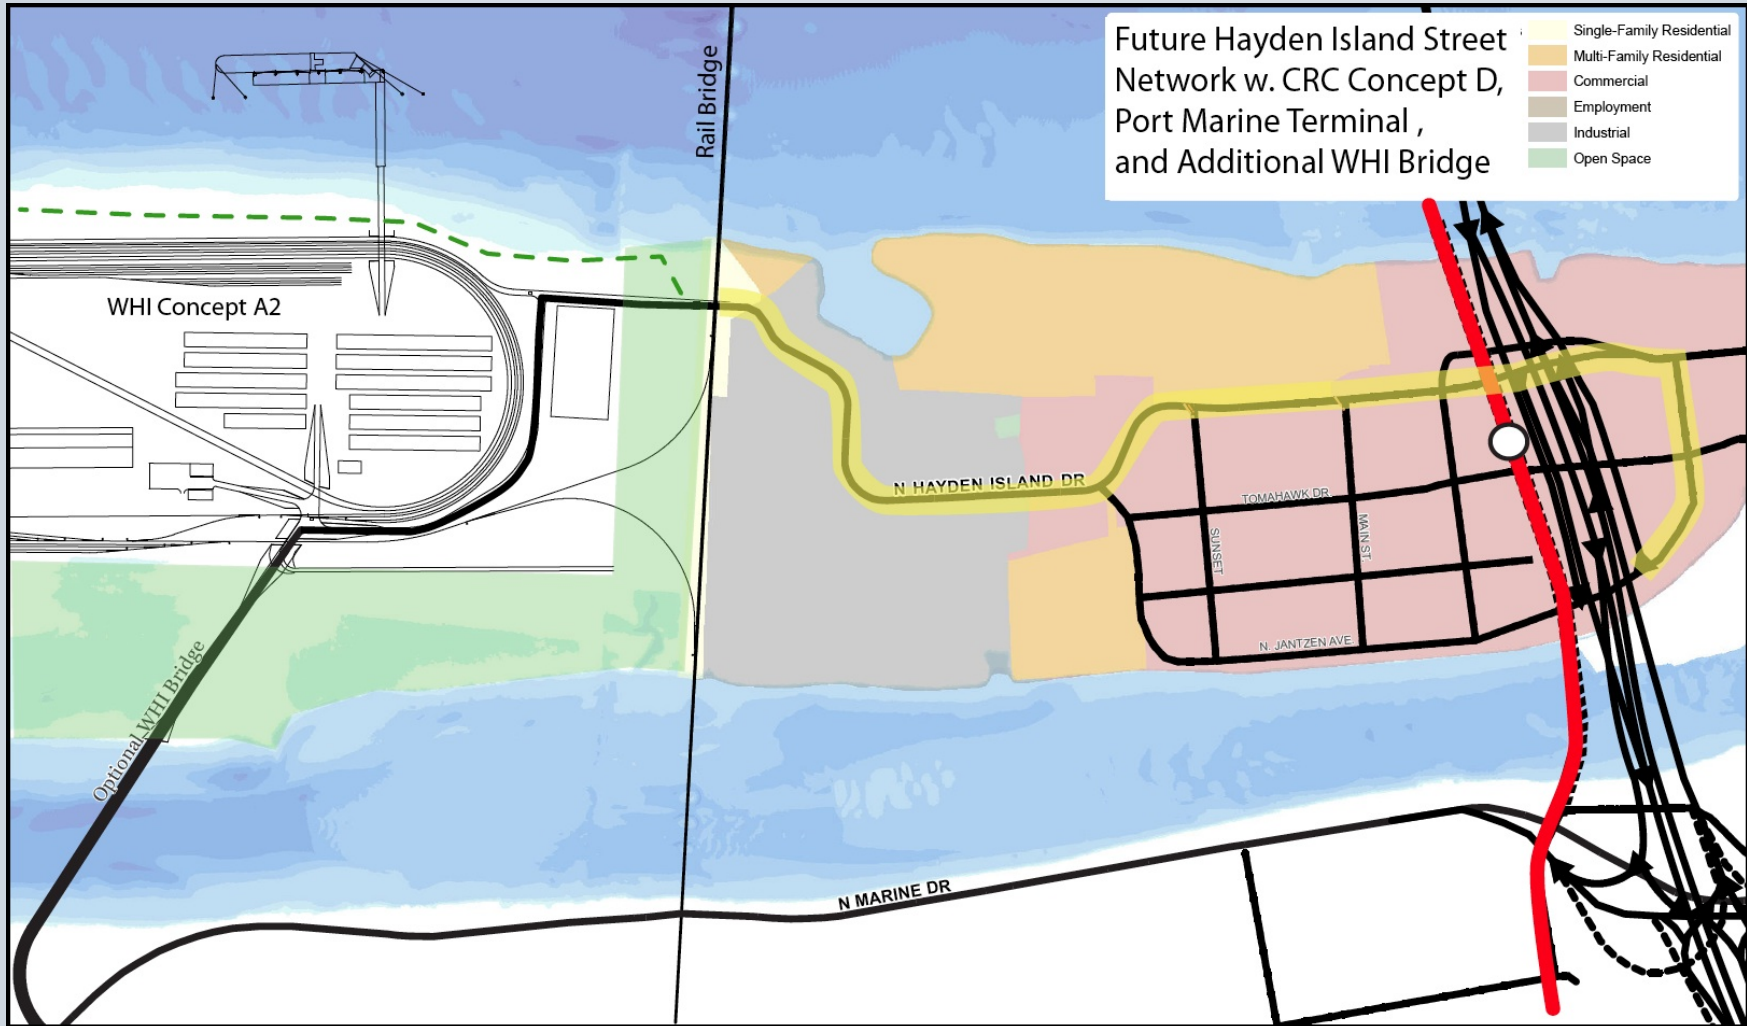 Future Hayden Island Street
Network w. CRC Concept D,
Port Marine Terminal ,
and Additional WHI Bridge
Single-Family Residential
Multi-Family Residential
Commercial
Employment
Industrial
Open Space
Rail Bridge
WHI Concept A2
N HAYDEN ISLAND DR
TOMAHAWK DR.
SUNSET
MAIN ST.
N. JANTZEN AVE.
Optional WHI Bridge
N MARINE DR